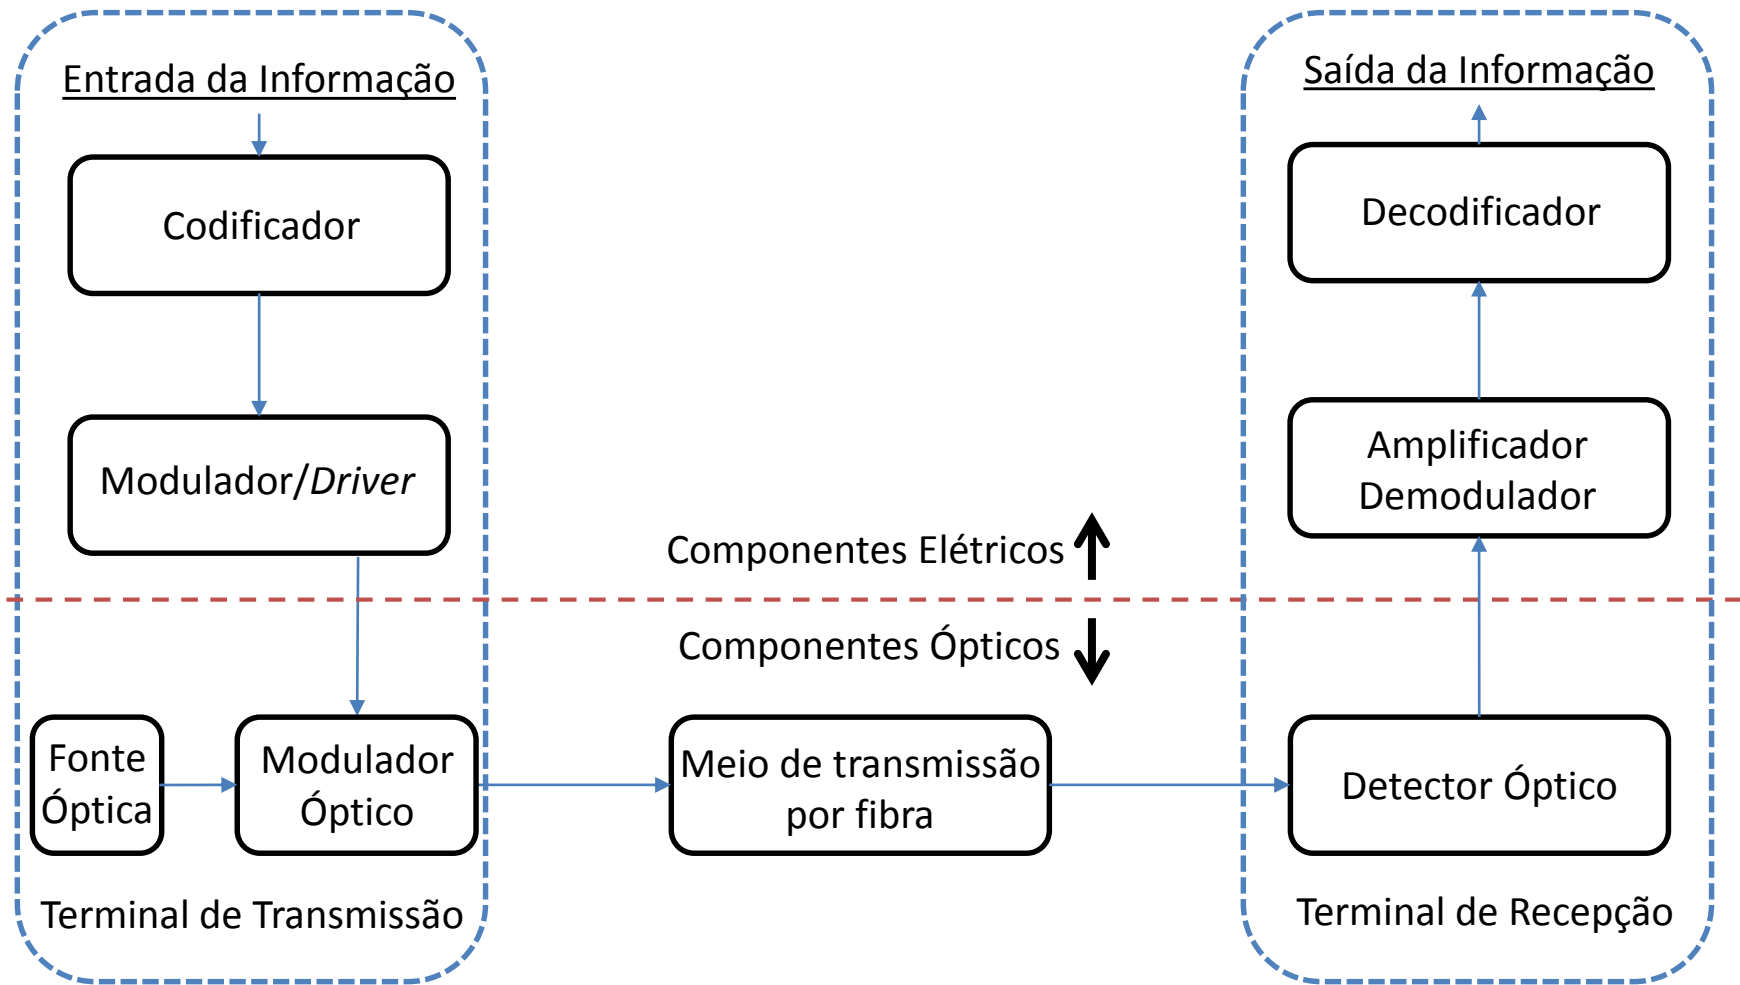 Entrada da Informação
Codificador
Modulador/Driver
Fonte
Óptica
Modulador
Óptico
Terminal de Transmissão
Componentes Elétricos
Componentes Ópticos
Meio de transmissão
por fibra
Saída da Informação
Decodificador
Amplificador
Demodulador
Detector Óptico
Terminal de Recepção